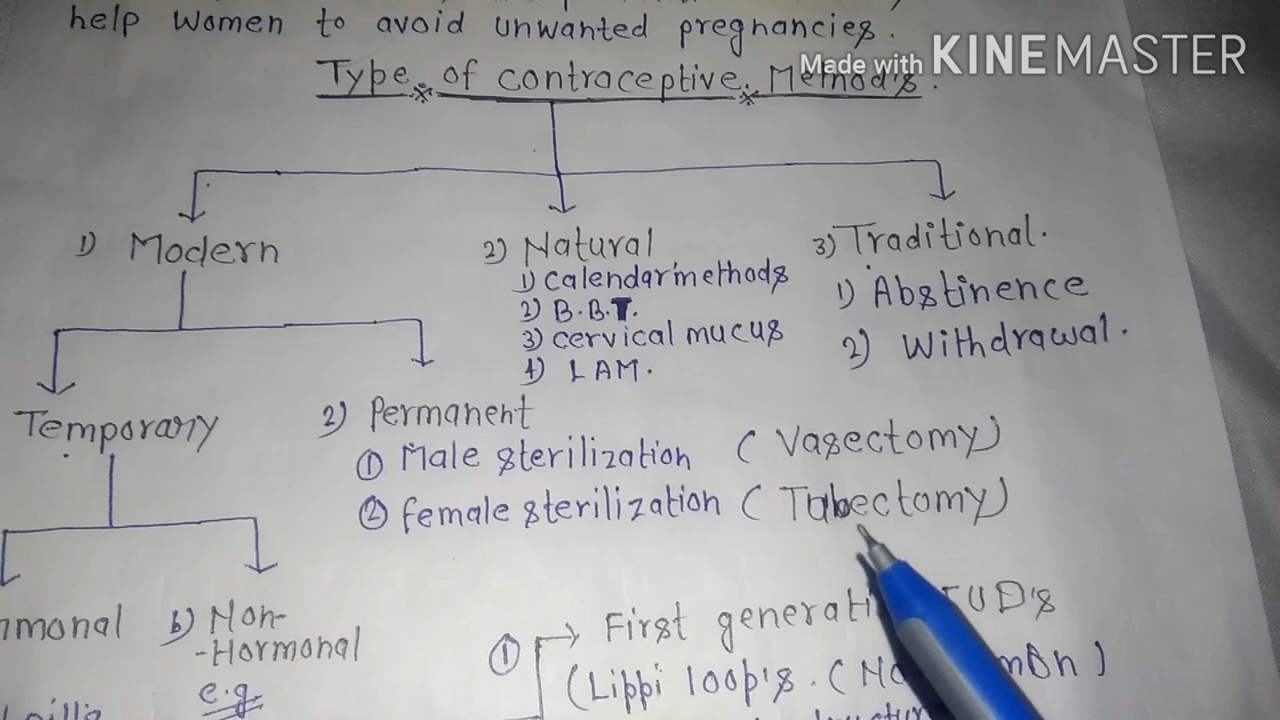 help women to avoid unwanted pregnancies.
Made with KINEMASTER
Type of contraceptive Method's.
1) Modern
2) Natural
1) calendar methods
2) B.B.T.
3) cervical mucus
4) LAM.
3) Traditional.
1) Abstinence
2) Withdrawal.
Temporary
2) Permanent
① Male sterilization (Vasectomy)
② female sterilization (Tubectomy)
b) Non-
-Hormonal
e.g
① → First
(Lippi loop's.